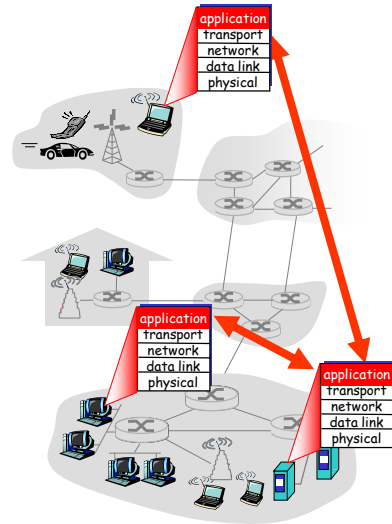 application
transport
network
data link
physical
application
transport
network
data link
physical
application
transport
network
data link
physical